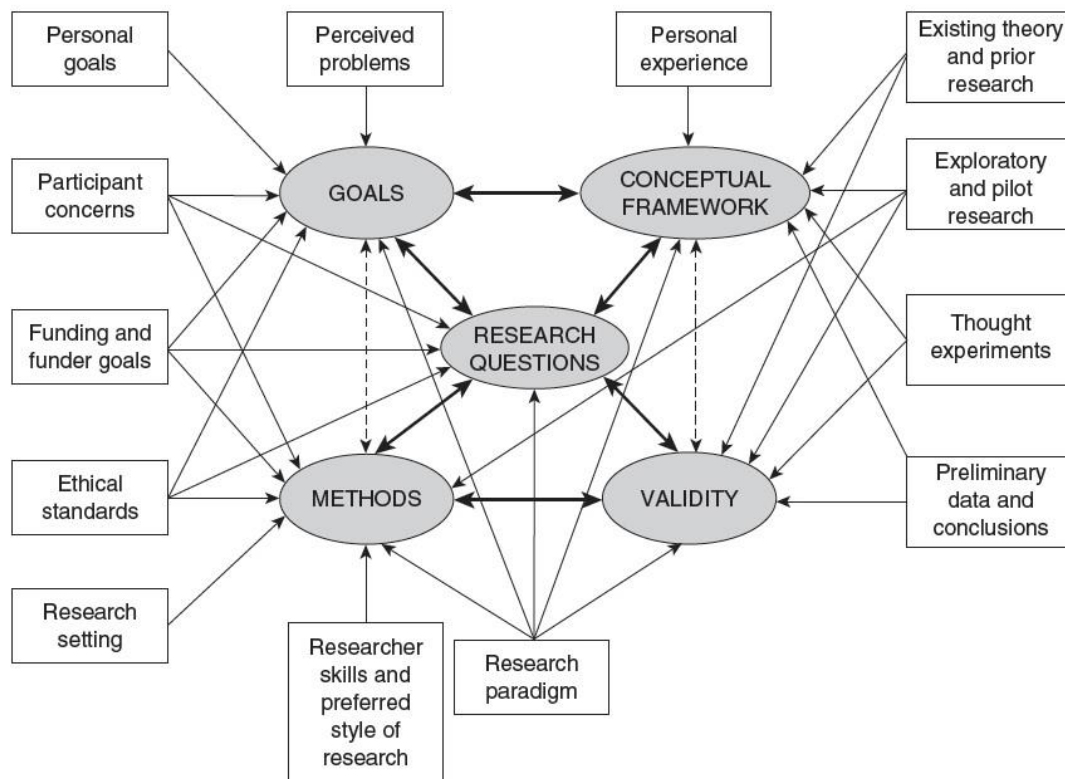 Personal
goals
Perceived
problems
Personal
experience
Existing theory
and prior
research
Participant
concerns
GOALS
CONCEPTUAL
FRAMEWORK
Exploratory
and pilot
research
Funding and
funder goals
RESEARCH
QUESTIONS
Thought
experiments
Ethical
standards
METHODS
VALIDITY
Preliminary
data and
conclusions
Research
setting
Researcher
skills and
preferred
style of
research
Research
paradigm